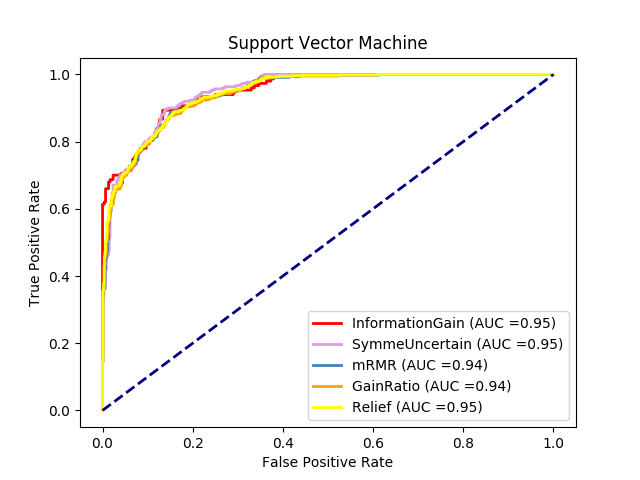 Support Vector Machine
True Positive Rate
1.0
0.8
0.6
0.4
0.2
0.0
InformationGain (AUC =0.95)
SymmeUncertain (AUC =0.95)
mRMR (AUC =0.94)
GainRatio (AUC =0.94)
Relief (AUC =0.95)
0.0 0.2 0.4 0.6 0.8 1.0
False Positive Rate